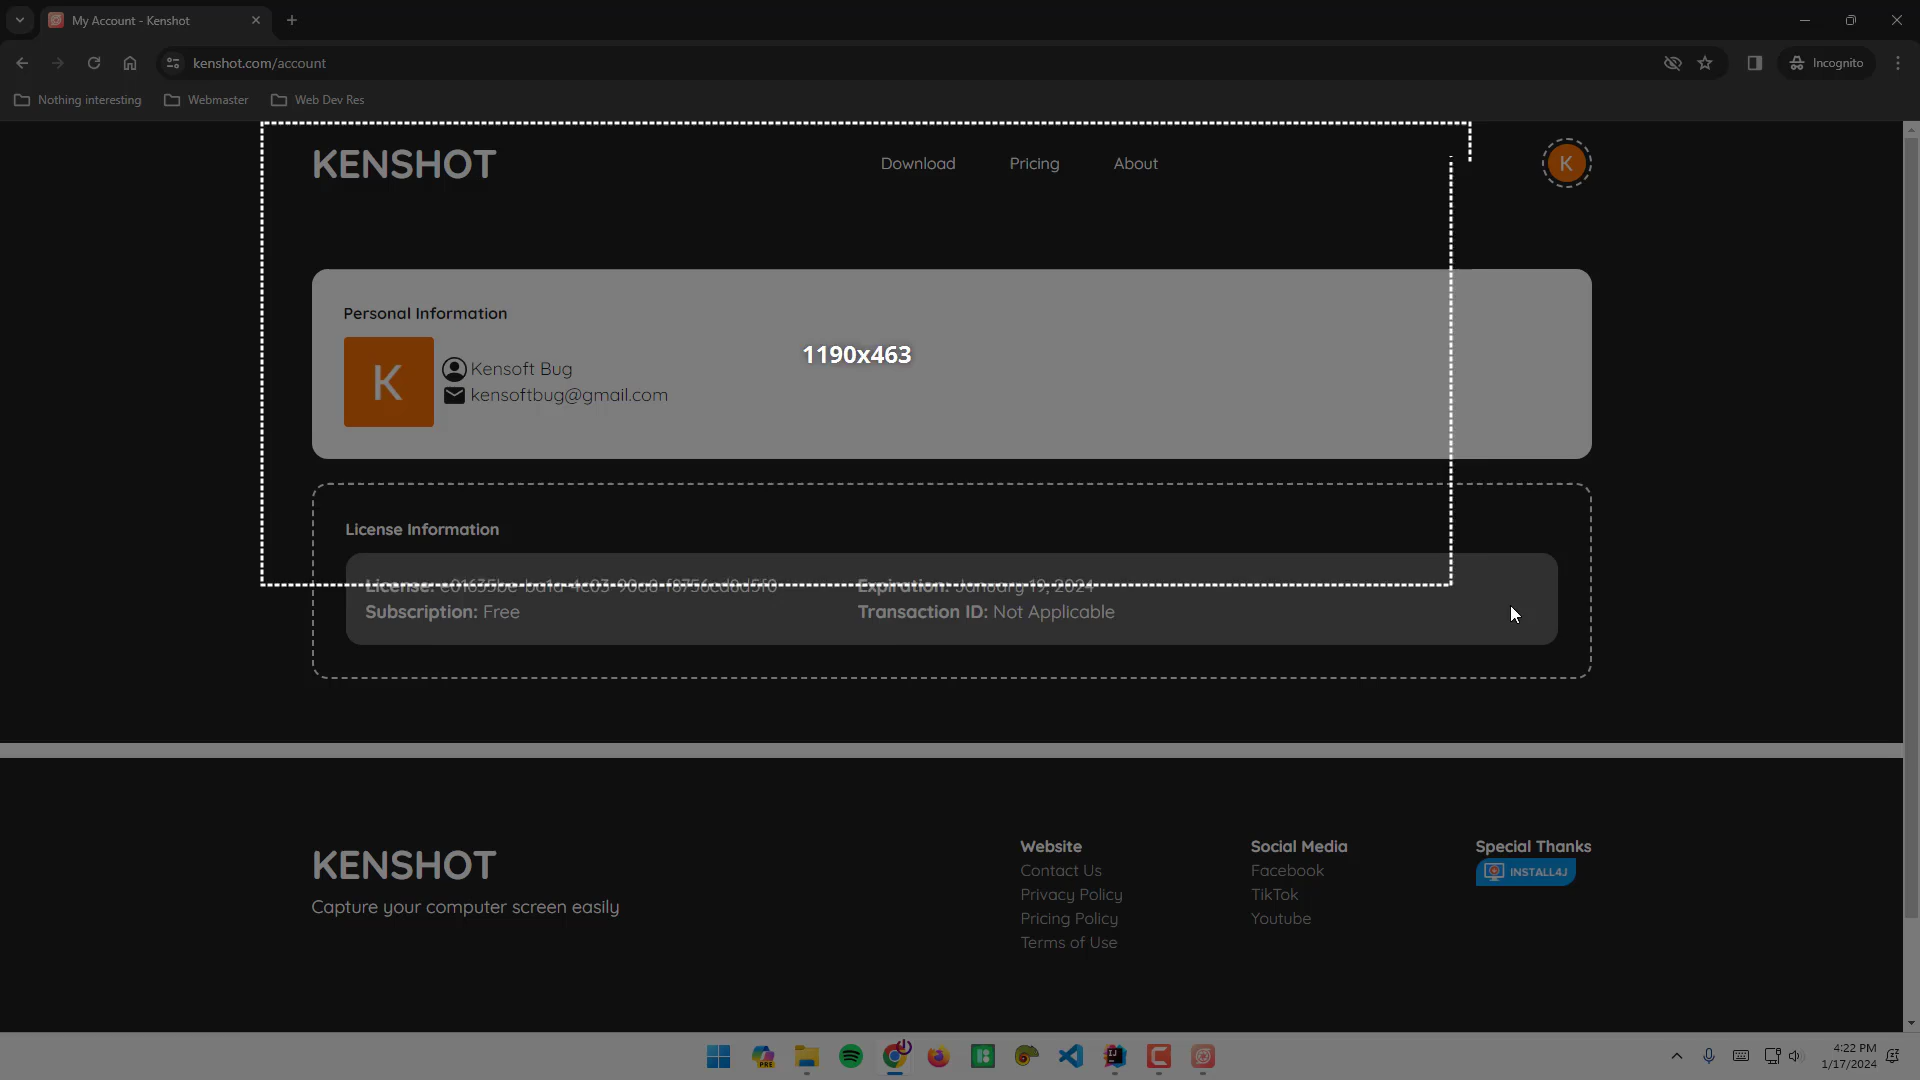 My Account - Kenshot
kenshot.com/account
Incognito
Nothing interesting
Webmaster
Web Dev Res
KENSHOT
Download
Pricing
About
K
Personal Information
K
Kensoft Bug
kensoftbug@gmail.com
1190x463
License Information
License:
Expiration: January 19, 2024
Subscription: Free
Transaction ID: Not Applicable
KENSHOT
Capture your computer screen easily
Website
Contact Us
Privacy Policy
Pricing Policy
Terms of Use
Social Media
Facebook
TikTok
Youtube
Special Thanks
INSTALL4J
PRE
IJ
4:22 PM
1/17/2024